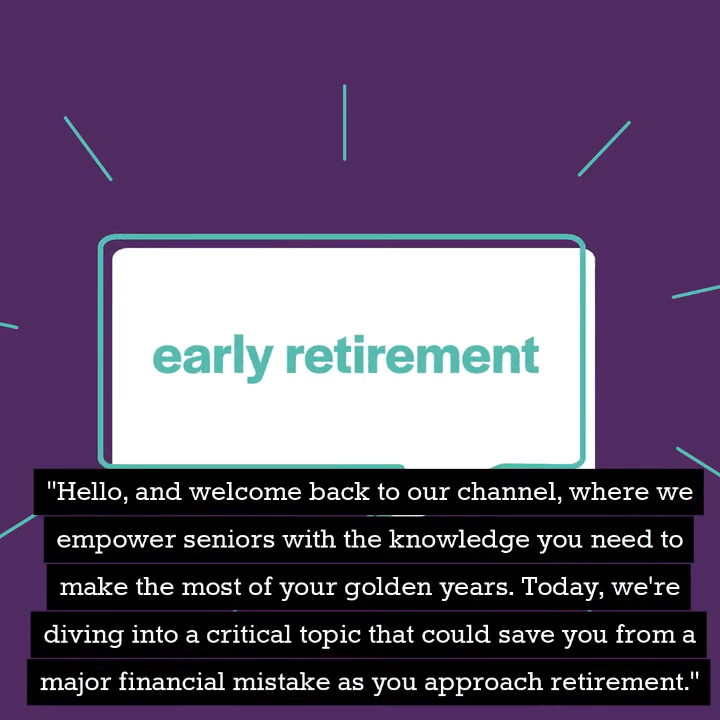 early retirement
"Hello, and welcome back to our channel, where we
empower seniors with the knowledge you need to
make the most of your golden years. Today, we're
diving into a critical topic that could save you from a
major financial mistake as you approach retirement."